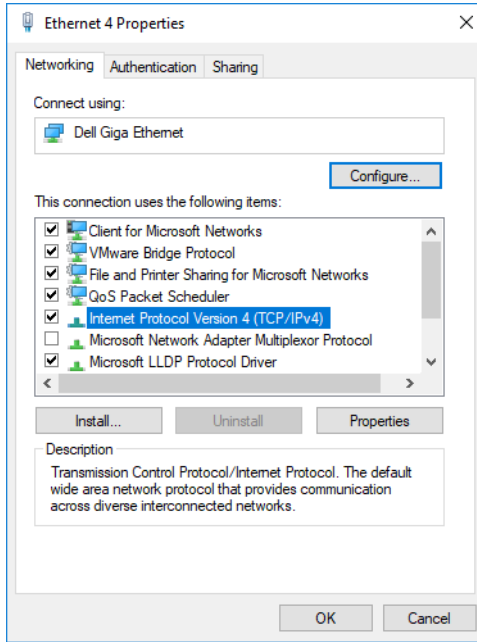 Ethernet 4 Properties
Networking Authentication Sharing
Connect using:
Dell Giga Ethernet
Configure...
This connection uses the following items:
Client for Microsoft Networks
VMware Bridge Protocol
File and Printer Sharing for Microsoft Networks
QoS Packet Scheduler
Internet Protocol Version 4 (TCP/IPv4)
Microsoft Network Adapter Multiplexor Protocol
Microsoft LLDP Protocol Driver
Install... Uninstall Properties
Description
Transmission Control Protocol/Internet Protocol. The default
wide area network protocol that provides communication
across diverse interconnected networks.
OK Cancel